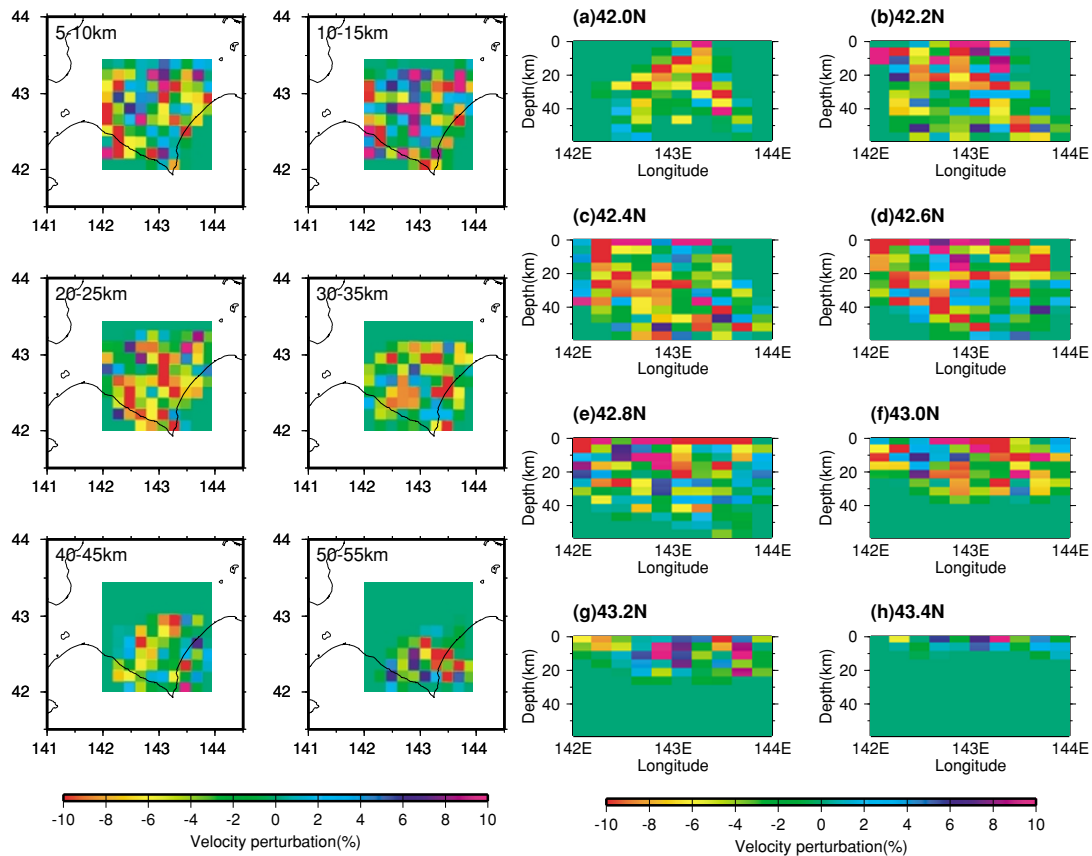 5-10km
44
43
42
141 142 143 144
10-15km
44
43
42
141 142 143 144
20-25km
44
43
42
141 142 143 144
30-35km
44
43
42
141 142 143 144
40-45km
44
43
42
141 142 143 144
50-55km
44
43
42
141 142 143 144
-10 -8 -6 -4 -2 0 2 4 6 8 10
Velocity perturbation(%)
(a)42.0N
0
20
40
Depth(km)
142E 143E 144E
Longitude
(b)42.2N
0
20
40
Depth(km)
142E 143E 144E
Longitude
(c)42.4N
0
20
40
Depth(km)
142E 143E 144E
Longitude
(d)42.6N
0
20
40
Depth(km)
142E 143E 144E
Longitude
(e)42.8N
0
20
40
Depth(km)
142E 143E 144E
Longitude
(f)43.0N
0
20
40
Depth(km)
142E 143E 144E
Longitude
(g)43.2N
0
20
40
Depth(km)
142E 143E 144E
Longitude
(h)43.4N
0
20
40
Depth(km)
142E 143E 144E
Longitude
-10 -8 -6 -4 -2 0 2 4 6 8 10
Velocity perturbation(%)